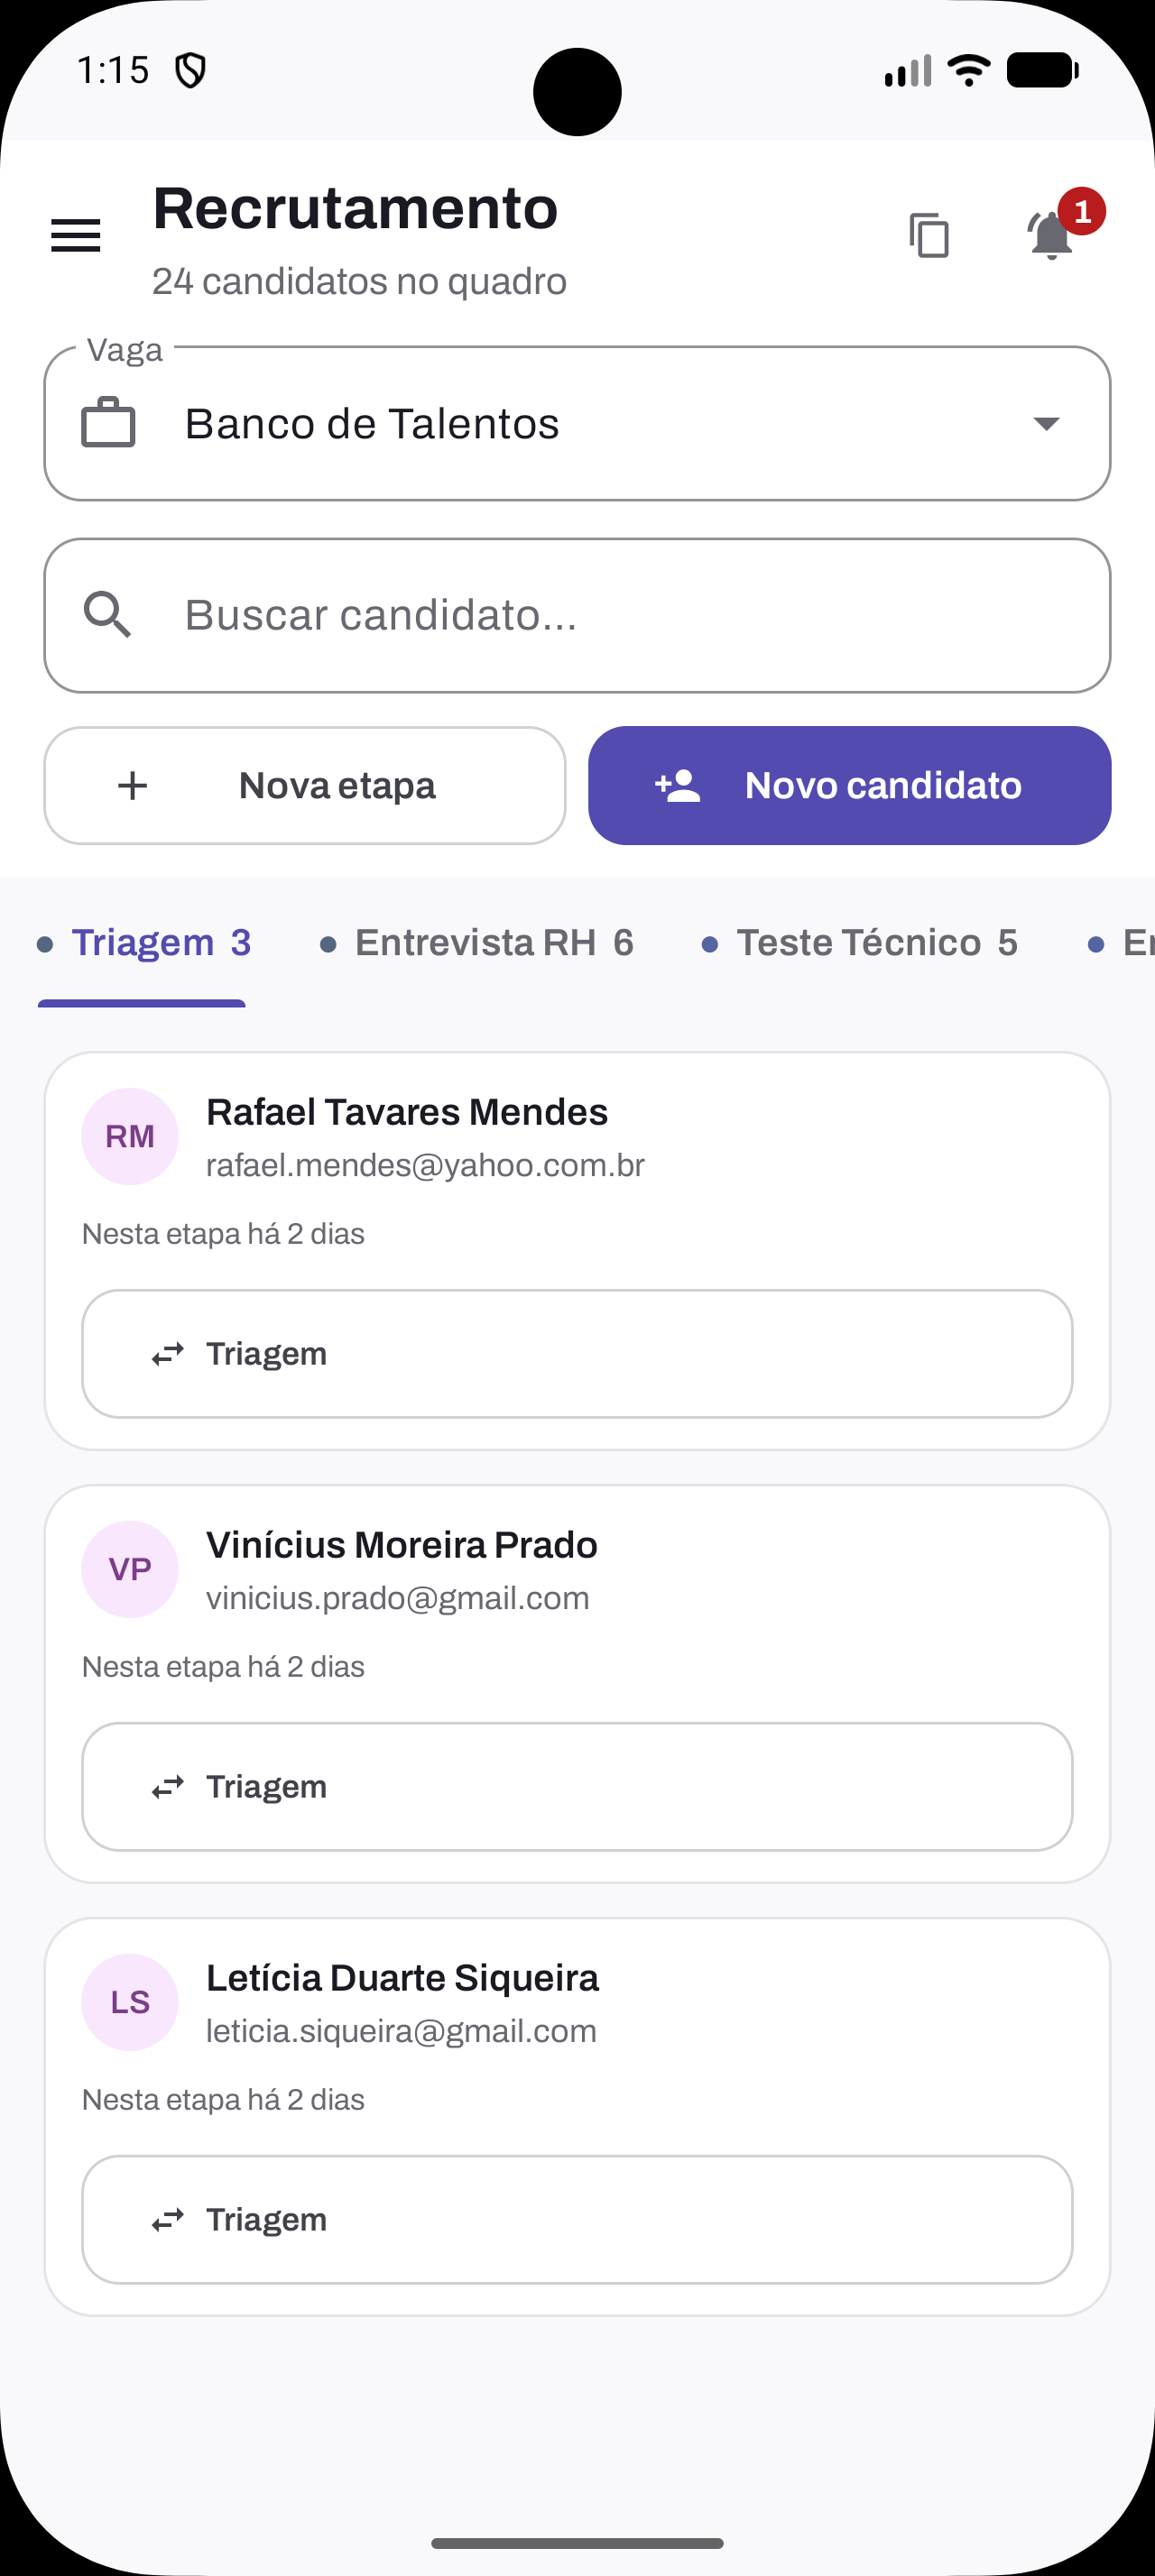 1:15
Recrutamento
1
24 candidatos no quadro
Vaga
Banco de Talentos
Buscar candidato...
Nova etapa
Novo candidato
Triagem 3
Entrevista RH 6
Teste Técnico 5
RM
Rafael Tavares Mendes
rafael.mendes@yahoo.com.br
Nesta etapa há 2 dias
Triagem
VP
Vinícius Moreira Prado
vinicius.prado@gmail.com
Nesta etapa há 2 dias
Triagem
LS
Letícia Duarte Siqueira
leticia.siqueira@gmail.com
Nesta etapa há 2 dias
Triagem